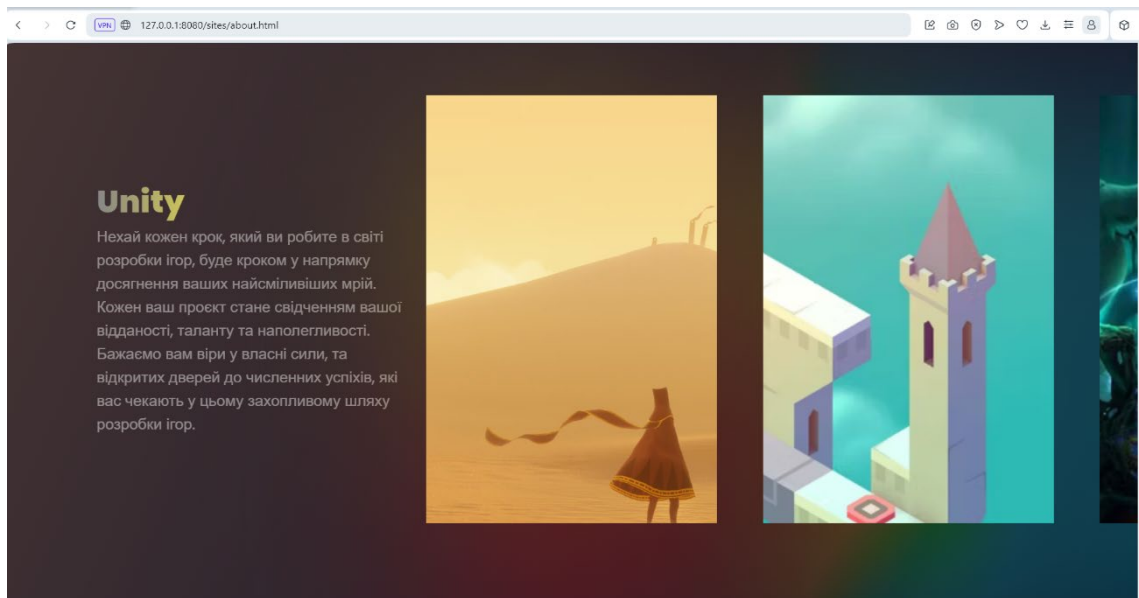 VPN
127.0.0.1:8080/sites/about.html
Unity
Нехай кожен крок, який ви робите в світі
розробки ігор, буде кроком у напрямку
досягнення ваших найсміливіших мрій.
Кожен ваш проєкт стане свідченням вашої
відданості, таланту та наполегливості.
Бажаємо вам віри у власні сили, та
відкритих дверей до численних успіхів, які
вас чекають у цьому захопливому шляху
розробки ігор.